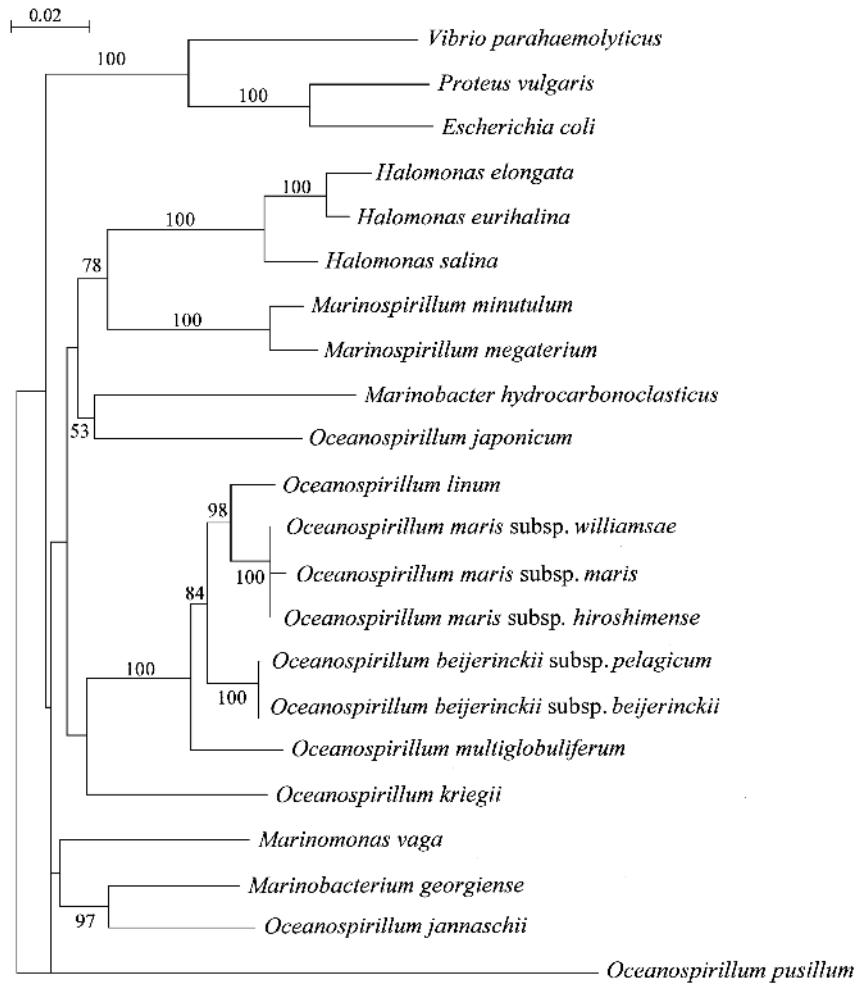 0.02
Vibrio parahaemolyticus
100
Proteus vulgaris
100
Escherichia coli
Halomonas elongata
100
Halomonas eurihalina
100
Halomonas salina
78
Marinospirillum minutulum
100
Marinospirillum megaterium
Marinobacter hydrocarbonoclasticus
53
Oceanospirillum japonicum
Oceanospirillum linum
98
Oceanospirillum maris subsp. williamsae
100
Oceanospirillum maris subsp. maris
84
Oceanospirillum maris subsp. hiroshimense
100
Oceanospirillum beijerinckii subsp. pelagicum
100
Oceanospirillum beijerinckii subsp. beijerinckii
Oceanospirillum multiglobuliferum
Oceanospirillum kriegii
Marinomonas vaga
Marinobacterium georgiense
97
Oceanospirillum jannaschii
Oceanospirillum pusillum